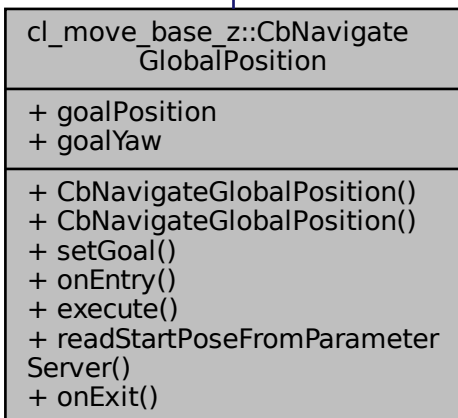 cl_move_base_z::CbNavigate
GlobalPosition
+ goalPosition
+ goalYaw
+ CbNavigateGlobalPosition()
+ CbNavigateGlobalPosition()
+ setGoal()
+ onEntry()
+ execute()
+ readStartPoseFromParameter
Server()
+ onExit()